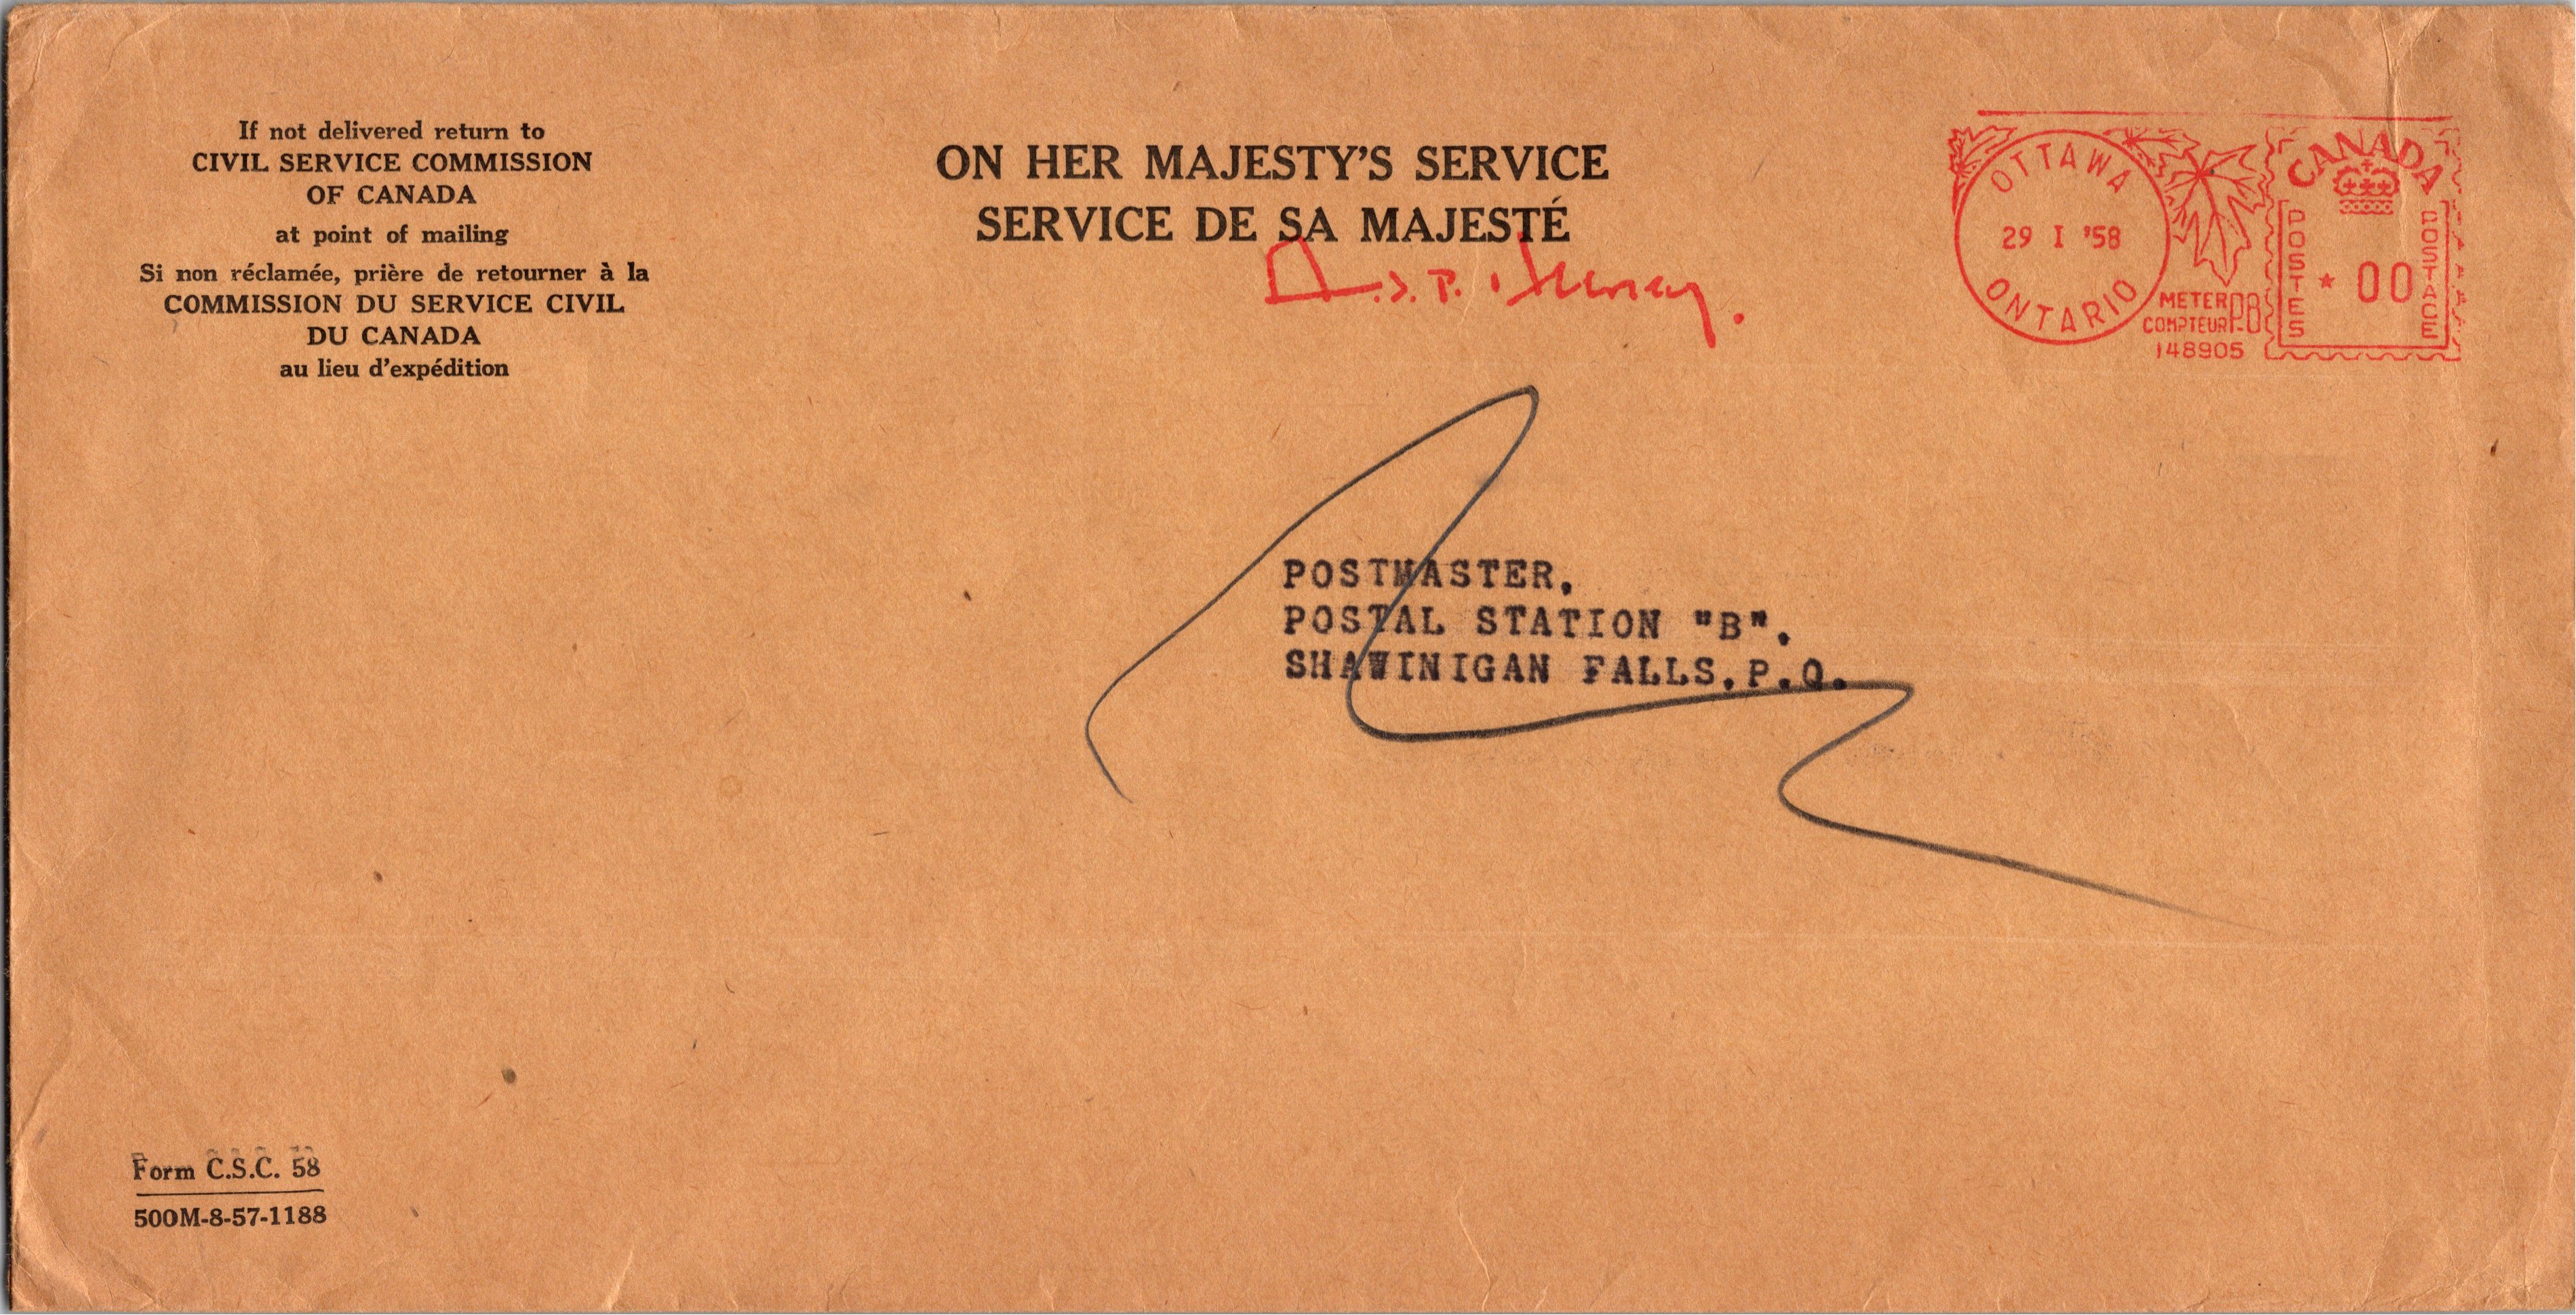 If not delivered return to
CIVIL SERVICE COMMISSION
OF CANADA
at point of mailing
Si non réclamée, prière de retourner à la
COMMISSION DU SERVICE CIVIL
DU CANADA
au lieu d'expédition
ON HER MAJESTY'S SERVICE
SERVICE DE SA MAJESTÉ
OTTAWA
29 I '58
ONTARIO
METER
COMPTEUR
P.B.
148905
CANADA
POSTES
* 00
POSTAGE
POSTMASTER,
POSTAL STATION "B",
SHAWINIGAN FALLS, P.Q.
Form C.S.C. 58
500M-8-57-1188